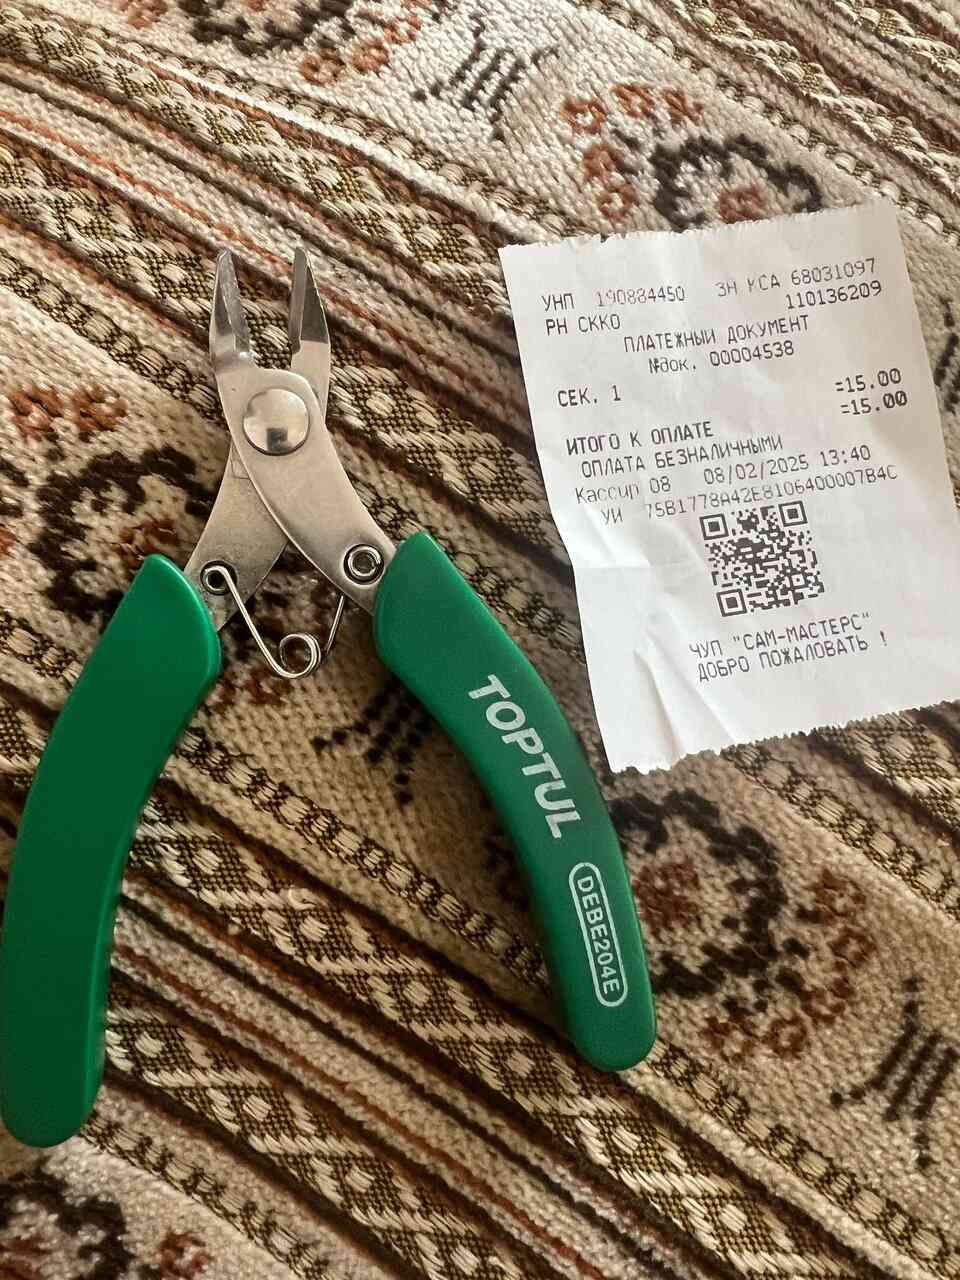 УНП 190884450 ЗН КСА 68031097
РН СККО 110136209
ПЛАТЕЖНЫЙ ДОКУМЕНТ
№док. 00004538
СЕК. 1 =15.00
ИТОГО К ОПЛАТЕ =15.00
ОПЛАТА БЕЗНАЛИЧНЫМИ
Кассир 08 08/02/2025 13:40
УИ 75B1778A42E8106400007B4C
ЧУП "САМ-МАСТЕРС"
ДОБРО ПОЖАЛОВАТЬ !
TOPTUL
DEBE204E